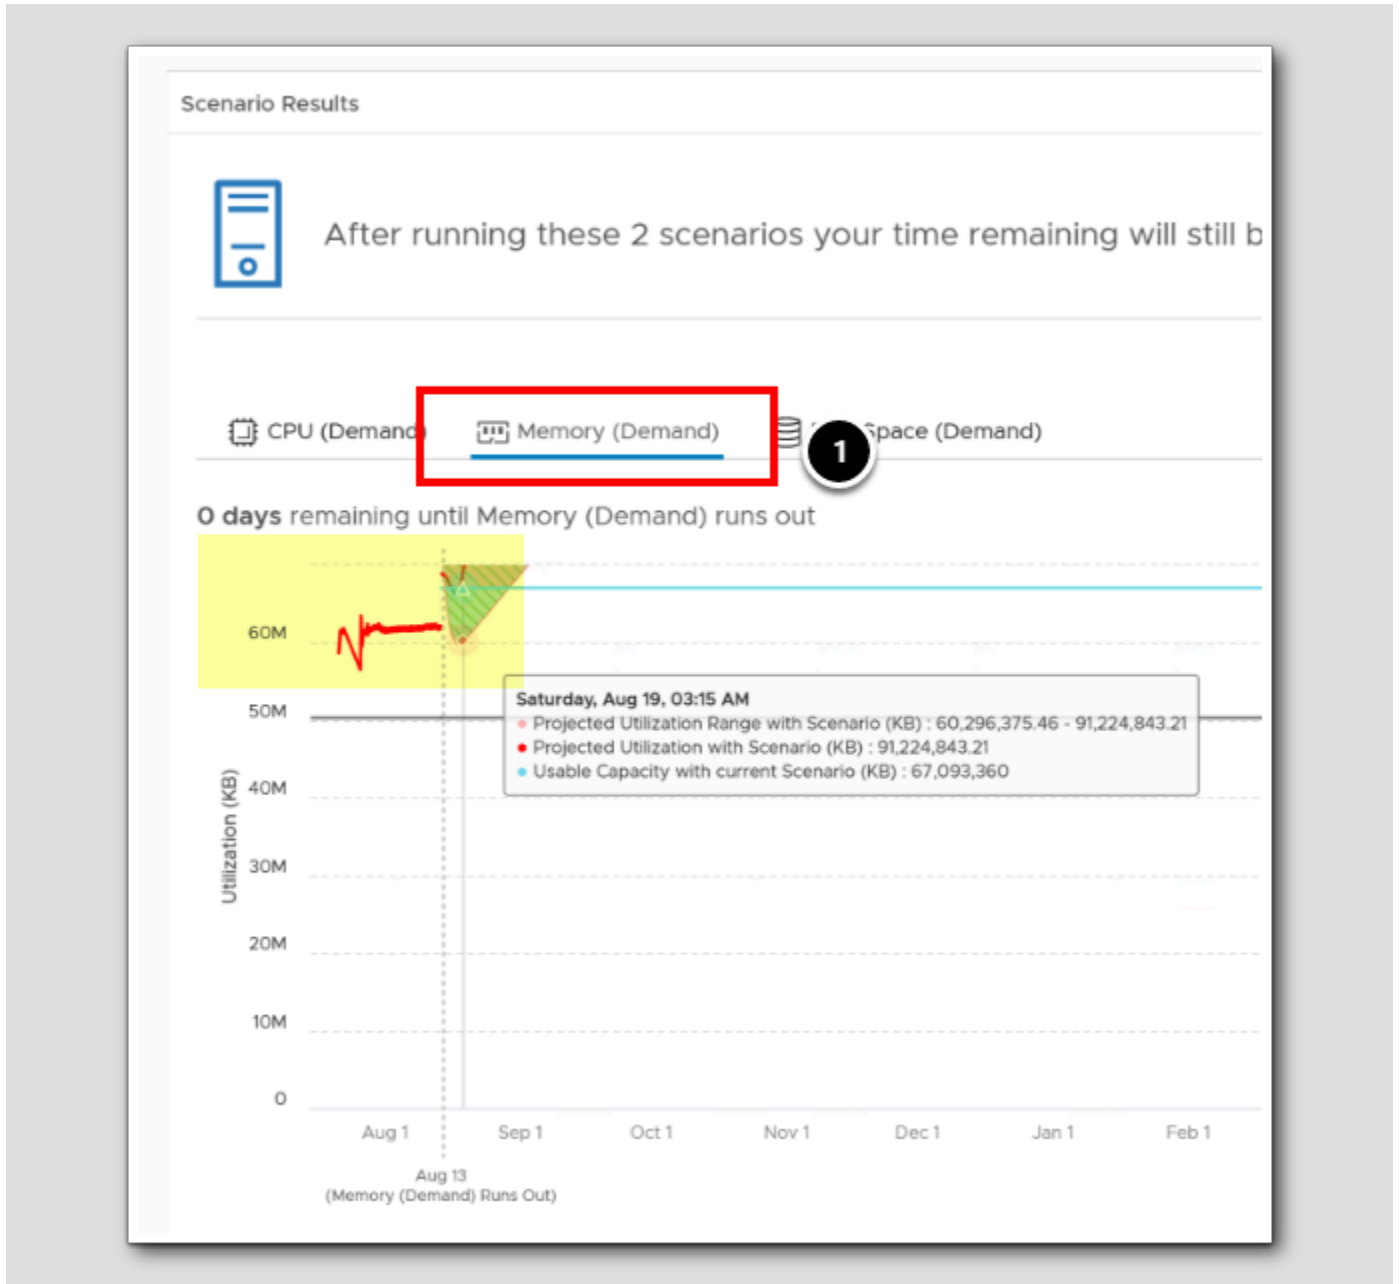 Scenario Results
After running these 2 scenarios your time remaining will still b
CPU (Demand) Memory (Demand) Space (Demand)
1
0 days remaining until Memory (Demand) runs out
60M
50M
Saturday, Aug 19, 03:15 AM
Projected Utilization Range with Scenario (KB) : 60,296,375.46 - 91,224,843.21
Projected Utilization with Scenario (KB) : 91,224,843.21
Usable Capacity with current Scenario (KB) : 67,093,360
Utilization (KB)
40M
30M
20M
10M
0
Aug 1 Sep 1 Oct 1 Nov 1 Dec 1 Jan 1 Feb 1
Aug 13
(Memory (Demand) Runs Out)